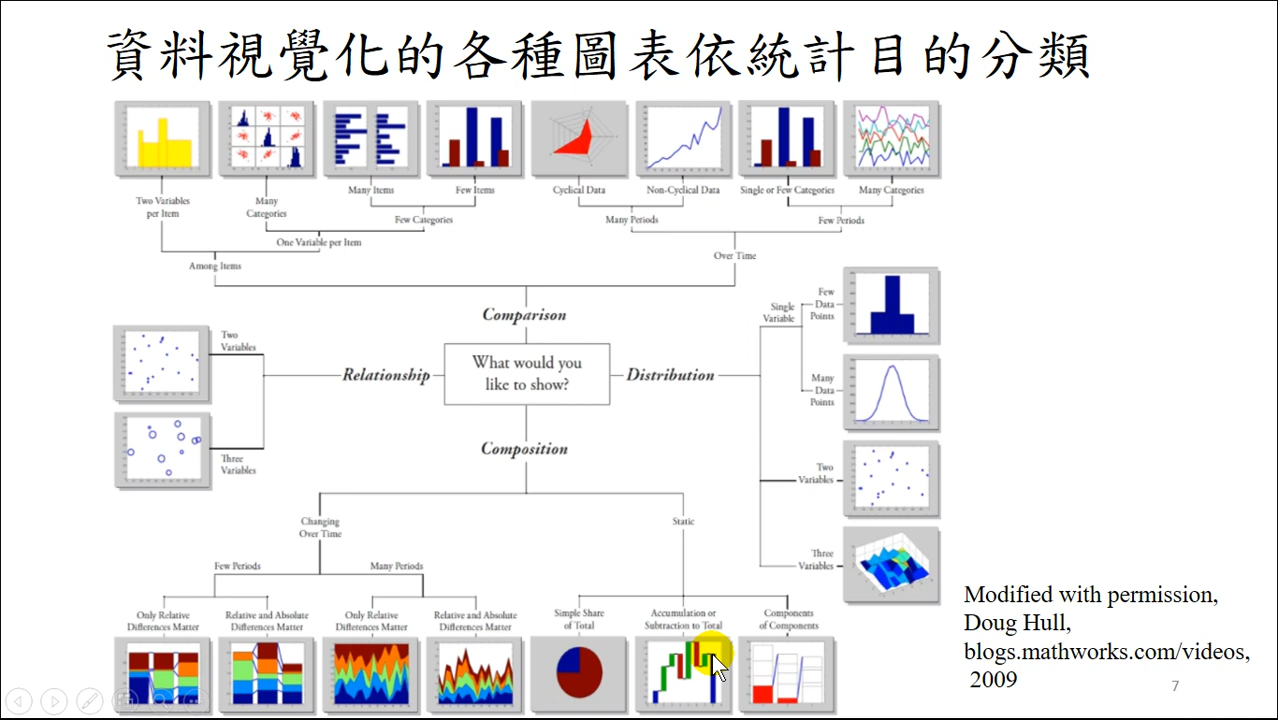 資料視覺化的各種圖表依統計目的分類
Two Variables
per Item
Many
Categories
Many Items
Few Items
Cyclical Data
Non-Cyclical Data
Single or Few Categories
Many Categories
Few Categories
Many Periods
Few Periods
One Variable per Item
Over Time
Among Items
Comparison
Two
Variables
Relationship
What would you
like to show?
Distribution
Single
Variable
Few
Data
Points
Many
Data
Points
Three
Variables
Composition
Two
Variables
Changing
Over Time
Static
Three
Variables
Few Periods
Many Periods
Only Relative
Differences Matter
Relative and Absolute
Differences Matter
Only Relative
Differences Matter
Relative and Absolute
Differences Matter
Simple Share
of Total
Accumulation or
Subtraction to Total
Components
of Components
Modified with permission,
Doug Hull,
blogs.mathworks.com/videos,
2009
7